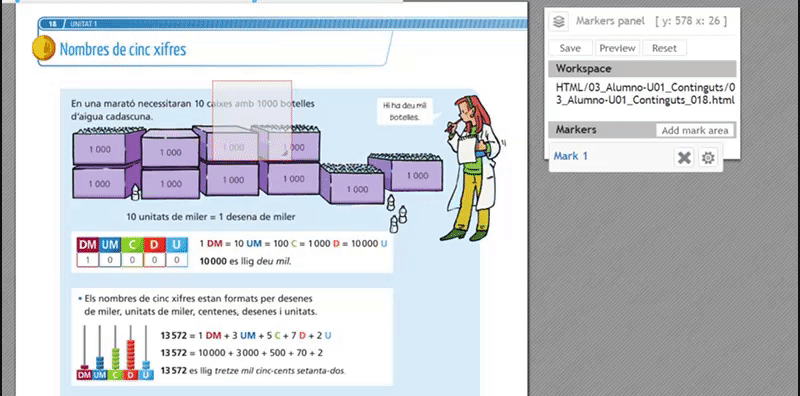 18 / UNITAT 1
Nombres de cinc xifres
En una marató necessitaran 10 caixes amb 1000 botelles
d'aigua cadascuna.
Hi ha deu mil
botelles.
1 000
1 000
1 000
1 000
1 000
1 000
1 000
1 000
1 000
1 000
10 unitats de miler = 1 desena de miler
DM UM C D U
1 0 0 0 0
1 DM = 10 UM = 100 C = 1 000 D = 10 000 U
10 000 es llig deu mil.
• Els nombres de cinc xifres estan formats per desenes
de miler, unitats de miler, centenes, desenes i unitats.
DM UM C D U
13 572 = 1 DM + 3 UM + 5 C + 7 D + 2 U
13 572 = 10 000 + 3 000 + 500 + 70 + 2
13 572 es llig tretze mil cinc-cents setanta-dos.
Markers panel [ y: 578 x: 26 ]
Save Preview Reset
Workspace
HTML/03_Alumno-U01_Continguts/0
3_Alumno-U01_Continguts_018.html
Markers Add mark area
Mark 1